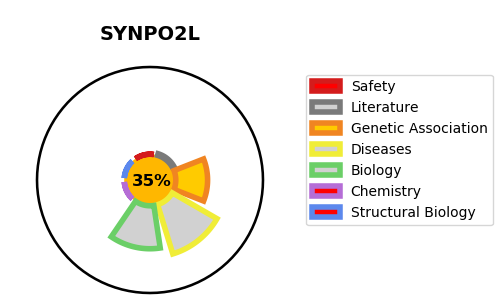 SYNPO2L
35%
Safety
Literature
Genetic Association
Diseases
Biology
Chemistry
Structural Biology